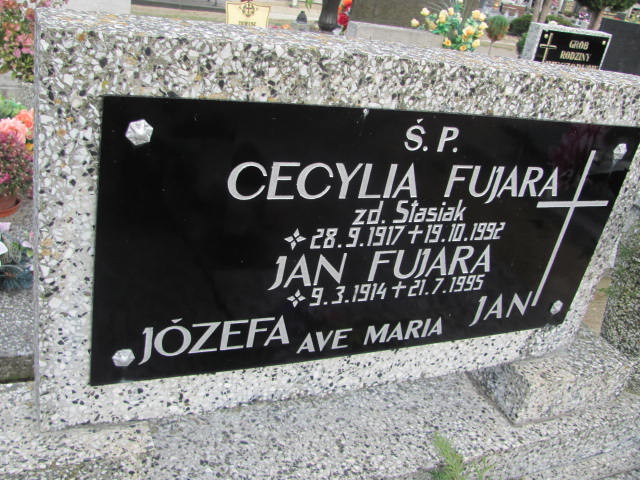 Ś. P.
CECYLIA FUJARA
zd. Stasiak
28. 9. 1917 + 19. 10. 1992
JAN FUJARA
9. 3. 1914 + 21. 7. 1995
JÓZEFA AVE MARIA JAN
GRÓB
RODZINY